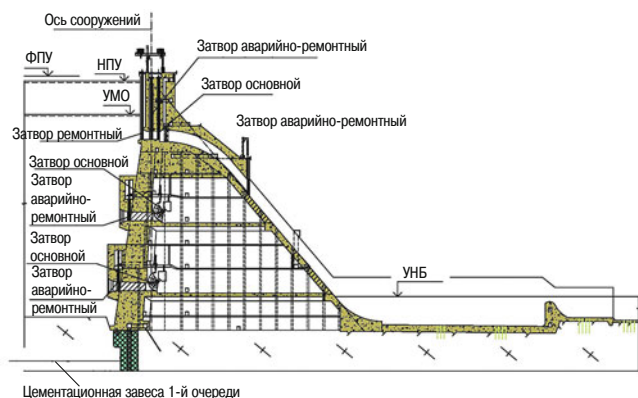 Ось сооружений
Затвор аварийно-ремонтный
ФПУ
НПУ
Затвор основной
УМО
Затвор аварийно-ремонтный
Затвор ремонтный
Затвор основной
Затвор
аварийно-
ремонтный
Затвор
основной
Затвор
аварийно-
ремонтный
УНБ
Цементационная завеса 1-й очереди